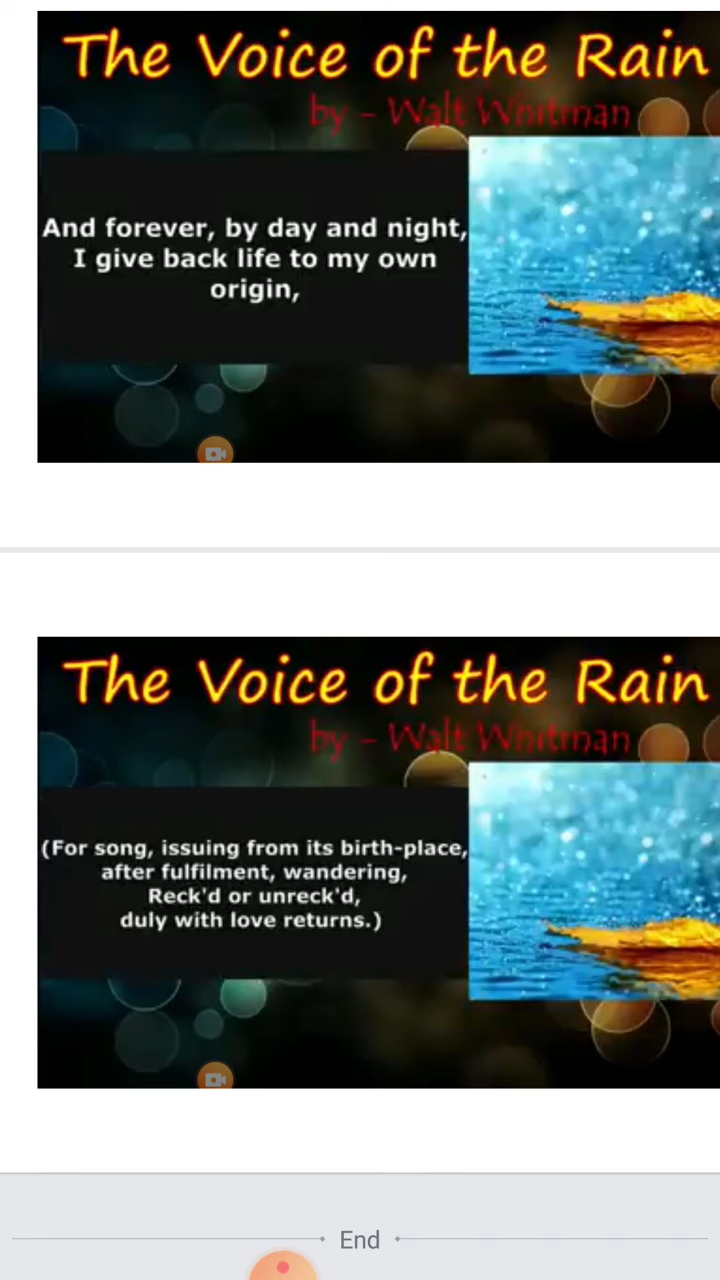 The Voice of the Rain
by - Walt Whitman
And forever, by day and night,
I give back life to my own
origin,
The Voice of the Rain
by - Walt Whitman
(For song, issuing from its birth-place,
after fulfilment, wandering,
Reck'd or unreck'd,
duly with love returns.)
End